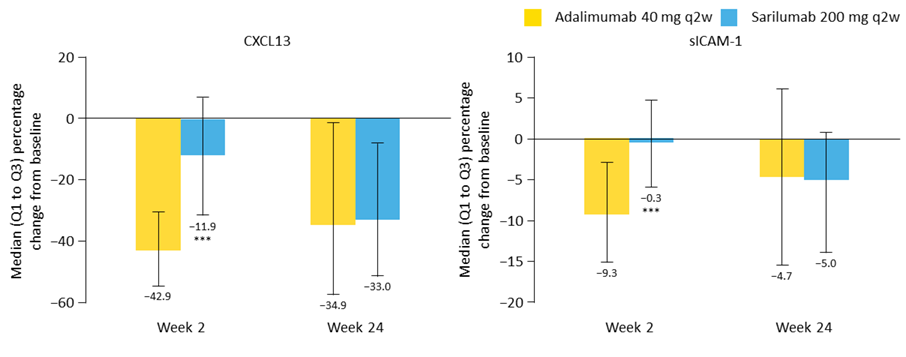 Adalimumab 40 mg q2w
Sarilumab 200 mg q2w
CXCL13
Median (Q1 to Q3) percentage
change from baseline
20
0
−20
−40
−60
−42.9
−11.9
***
−34.9
−33.0
Week 2
Week 24
sICAM-1
Median (Q1 to Q3) percentage
change from baseline
10
5
0
−5
−10
−15
−20
−9.3
−0.3
***
−4.7
−5.0
Week 2
Week 24